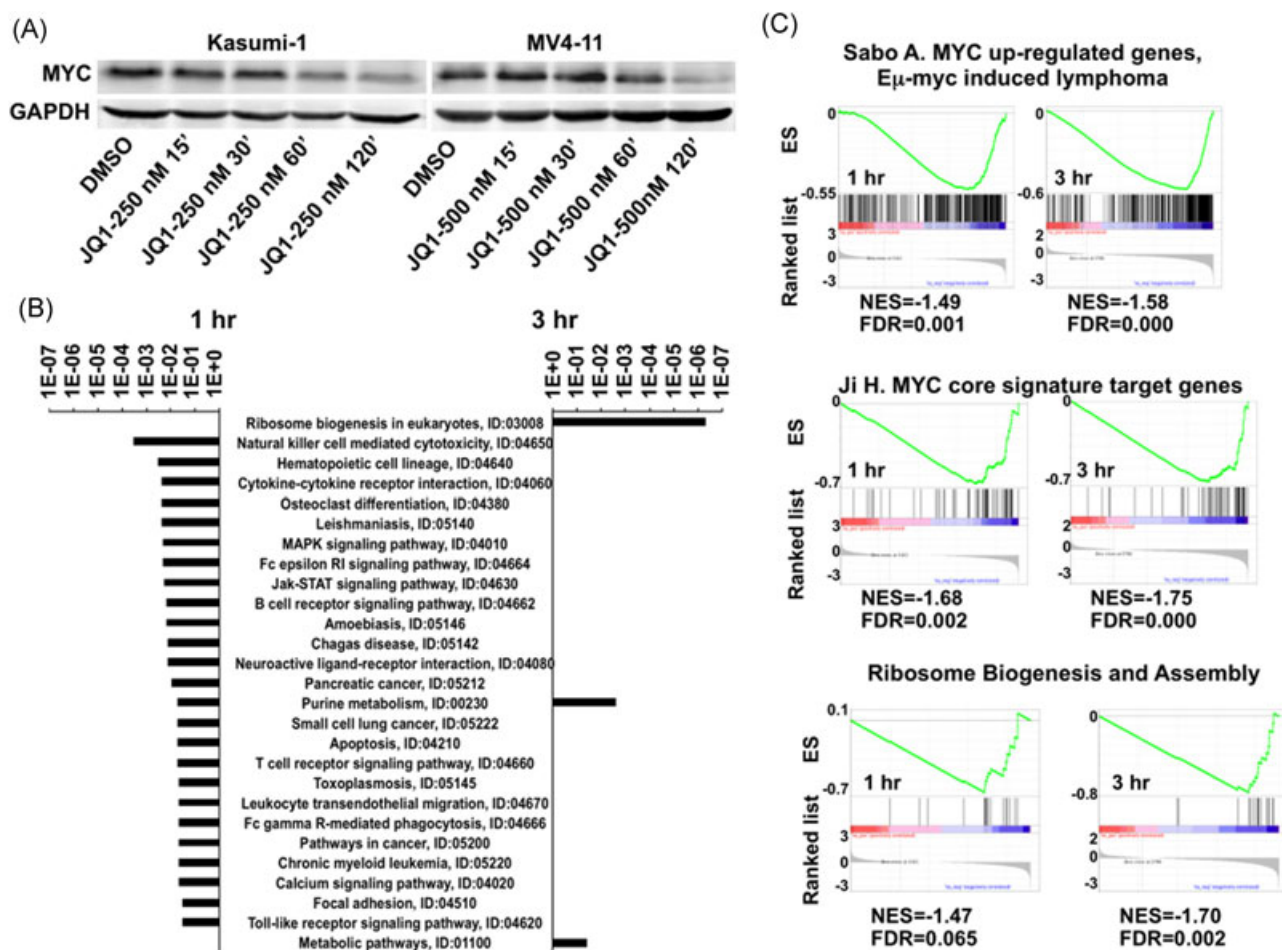 (A)
Kasumi-1
MV4-11
MYC
GAPDH
DMSO
JQ1-250 nM 15'
JQ1-250 nM 30'
JQ1-250 nM 60'
JQ1-250 nM 120'
DMSO
JQ1-500 nM 15'
JQ1-500 nM 30'
JQ1-500 nM 60'
JQ1-500nM 120'
(B)
1 hr
3 hr
1E-07
1E-06
1E-05
1E-04
1E-03
1E-02
1E-01
1E+0
1E+0
1E-01
1E-02
1E-03
1E-04
1E-05
1E-06
1E-07
Ribosome biogenesis in eukaryotes, ID:03008
Natural killer cell mediated cytotoxicity, ID:04650
Hematopoietic cell lineage, ID:04640
Cytokine-cytokine receptor interaction, ID:04060
Osteoclast differentiation, ID:04380
Leishmaniasis, ID:05140
MAPK signaling pathway, ID:04010
Fc epsilon RI signaling pathway, ID:04664
Jak-STAT signaling pathway, ID:04630
B cell receptor signaling pathway, ID:04662
Amoebiasis, ID:05146
Chagas disease, ID:05142
Neuroactive ligand-receptor interaction, ID:04080
Pancreatic cancer, ID:05212
Purine metabolism, ID:00230
Small cell lung cancer, ID:05222
Apoptosis, ID:04210
T cell receptor signaling pathway, ID:04660
Toxoplasmosis, ID:05145
Leukocyte transendothelial migration, ID:04670
Fc gamma R-mediated phagocytosis, ID:04666
Pathways in cancer, ID:05200
Chronic myeloid leukemia, ID:05220
Calcium signaling pathway, ID:04020
Focal adhesion, ID:04510
Toll-like receptor signaling pathway, ID:04620
Metabolic pathways, ID:01100
(C)
Sabo A. MYC up-regulated genes,
Eμ-myc induced lymphoma
ES
0
-0.55
1 hr
0
-0.6
3 hr
Ranked list
3
0
-3
2
0
-3
NES=-1.49
FDR=0.001
NES=-1.58
FDR=0.000
Ji H. MYC core signature target genes
ES
0
-0.7
1 hr
0
-0.7
3 hr
Ranked list
3
0
-3
2
0
-3
NES=-1.68
FDR=0.002
NES=-1.75
FDR=0.000
Ribosome Biogenesis and Assembly
ES
0.1
-0.7
1 hr
0
-0.8
3 hr
Ranked list
3
0
-3
2
0
-3
NES=-1.47
FDR=0.065
NES=-1.70
FDR=0.002